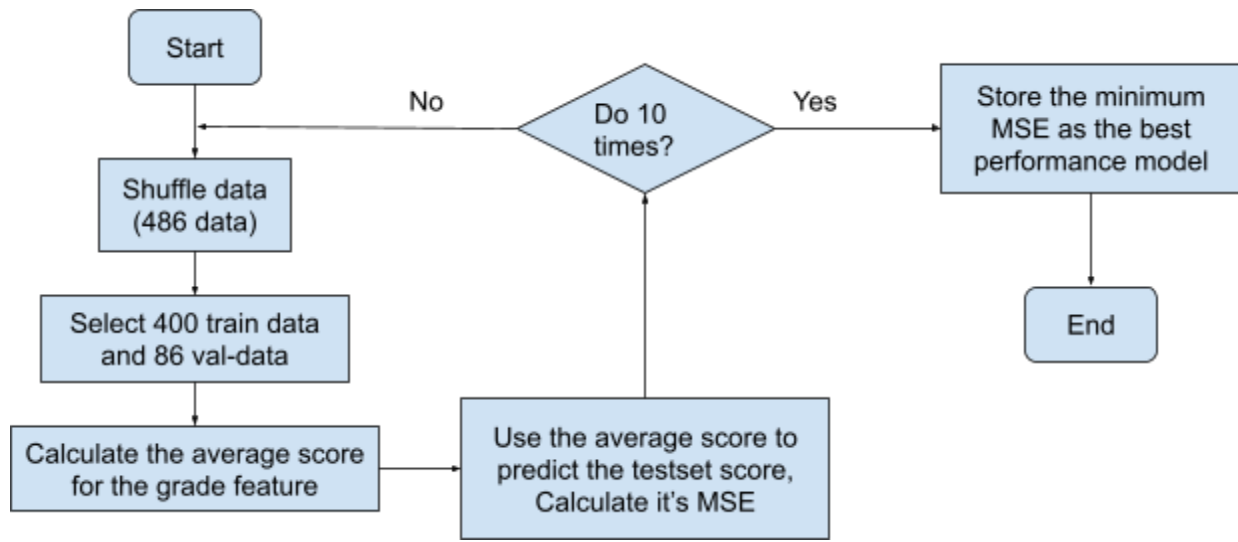 Start
Shuffle data
(486 data)
Select 400 train data
and 86 val-data
Calculate the average score
for the grade feature
Use the average score to
predict the testset score,
Calculate it's MSE
Do 10
times?
No
Yes
Store the minimum
MSE as the best
performance model
End